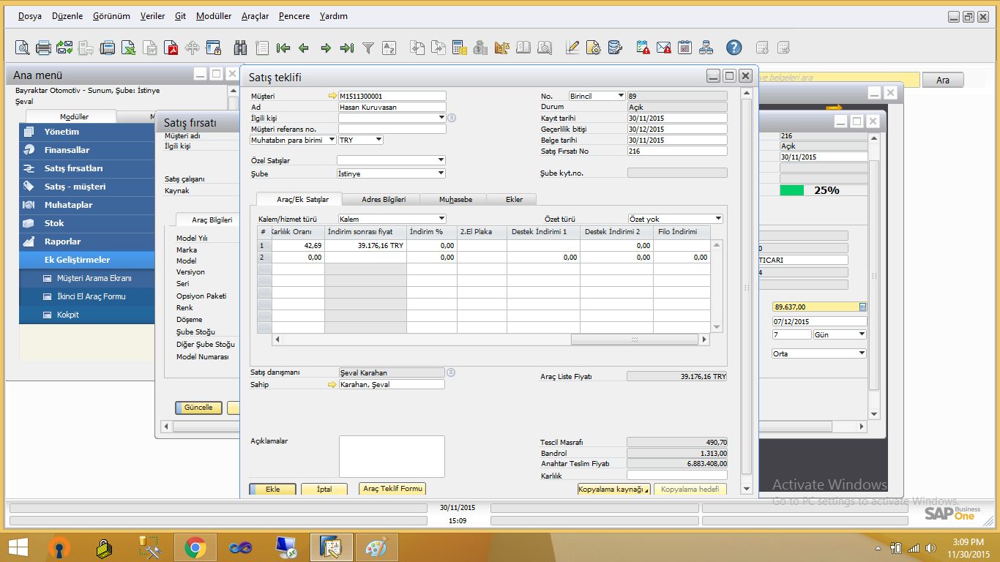 Dosya Düzenle Görünüm Veriler Git Modüller Araçlar Pencere Yardım
Ana menü
Bayraktar Otomotiv - Sunum, Şube: İstinye
Şeval
Modüller M
Yönetim
Finansallar
Satış fırsatları
Satış - müşteri
Muhataplar
Stok
Raporlar
Ek Geliştirmeler
Müşteri Arama Ekranı
İkinci El Araç Formu
Kokpit
Satış fırsatı
Müşteri adı
İlgili kişi
Satış çalışanı
Kaynak
Araç Bilgileri
Model Yılı
Marka
Model
Versiyon
Seri
Opsiyon Paketi
Renk
Döşeme
Şube Stoğu
Diğer Şube Stoğu
Model Numarası
Güncelle
Satış teklifi
Müşteri M1511300001
Ad Hasan Kuruvasan
İlgili kişi
Müşteri referans no.
Muhatabın para birimi TRY
Özel Satışlar
Şube İstinye
No. Birincil 89
Durum Açık
Kayıt tarihi 30/11/2015
Geçerlilik bitişi 30/12/2015
Belge tarihi 30/11/2015
Satış Fırsatı No 216
Şube kyt.no.
Araç/Ek Satışlar Adres Bilgileri Muhasebe Ekler
Kalem/hizmet türü Kalem Özet türü Özet yok
# Karlılık Oranı İndirim sonrası fiyat İndirim % 2.El Plaka Destek İndirimi 1 Destek İndirimi 2 Filo İndirimi
1 42,69 39.176,16 TRY 0,00 0,00
2 0,00 0,00 0,00 0,00 0,00
Satış danışmanı Şeval Karahan
Sahip Karahan, Şeval
Araç Liste Fiyatı 39.176,16 TRY
Açıklamalar
Tescil Masrafı 490,70
Bandrol 1.313,00
Anahtar Teslim Fiyatı 6.883.408,00
Karlılık
Ekle İptal Araç Teklif Formu Kopyalama kaynağı Kopyalama hedefi
ve belgeleri ara Ara
216
Açık
30/11/2015
25%
0
TICARI
4
89.637,00
07/12/2015
7 Gün
Orta
Activate Windows
Go to PC settings to activate Windows.
30/11/2015
15:09
SAP Business One
3:09 PM
11/30/2015